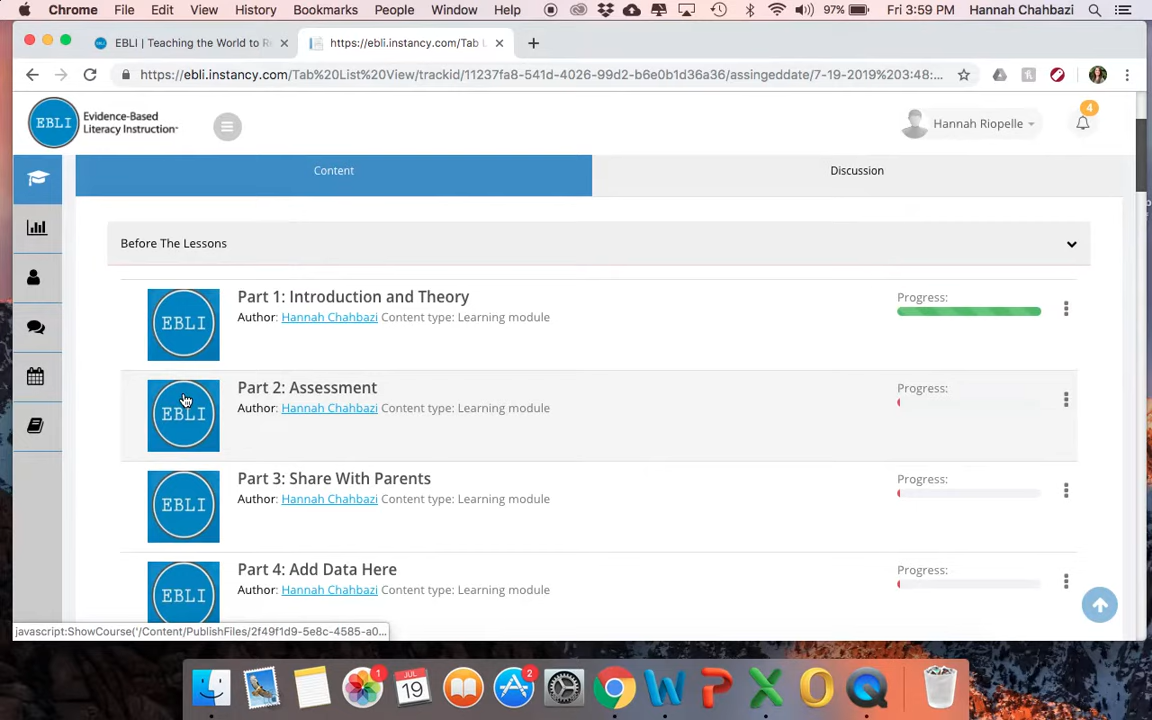 Chrome File Edit View History Bookmarks People Window Help 97% Fri 3:59 PM Hannah Chahbazi
EBLI | Teaching the World to R
https://ebli.instancy.com/Tab L
https://ebli.instancy.com/Tab%20List%20View/trackid/11237fa8-541d-4026-99d2-b6e0b1d36a36/assingeddate/7-19-2019%203:48:...
EBLI Evidence-Based
Literacy Instruction
Hannah Riopelle
4
Content Discussion
Before The Lessons
EBLI
Part 1: Introduction and Theory
Author: Hannah Chahbazi Content type: Learning module
Progress:
EBLI
Part 2: Assessment
Author: Hannah Chahbazi Content type: Learning module
Progress:
EBLI
Part 3: Share With Parents
Author: Hannah Chahbazi Content type: Learning module
Progress:
EBLI
Part 4: Add Data Here
Author: Hannah Chahbazi Content type: Learning module
Progress:
javascript:ShowCourse('/Content/PublishFiles/2f49f1d9-5e8c-4585-a0...
1
JUL
19
2